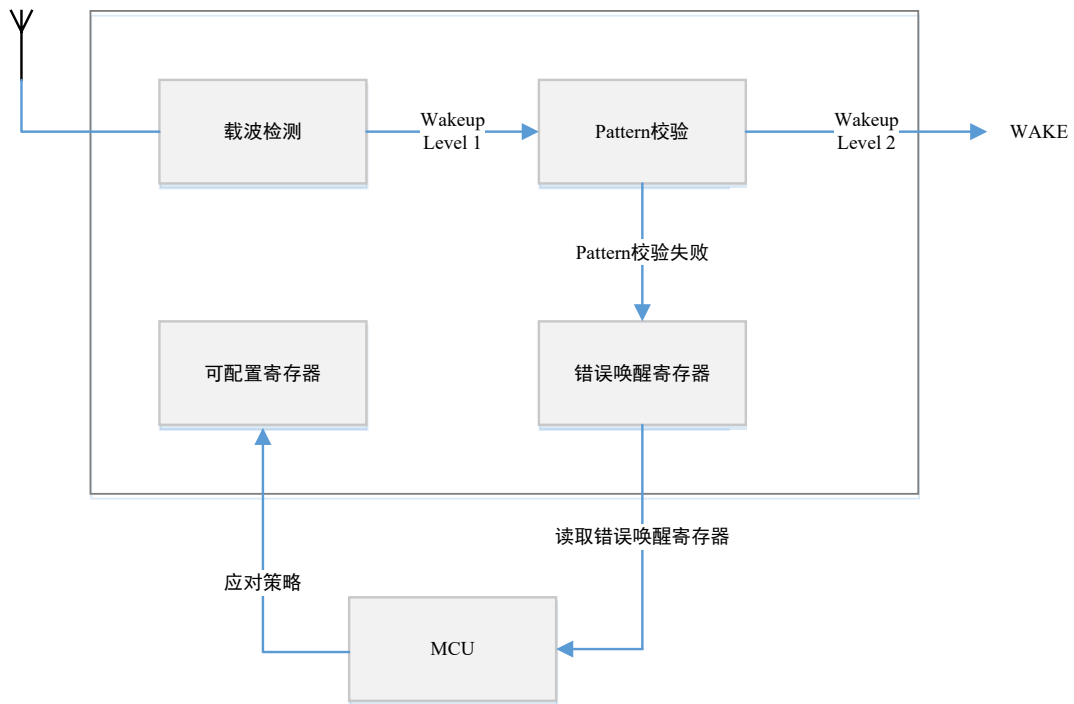 载波检测
Wakeup
Level 1
Pattern校验
Wakeup
Level 2
WAKE
Pattern校验失败
可配置寄存器
错误唤醒寄存器
读取错误唤醒寄存器
应对策略
MCU